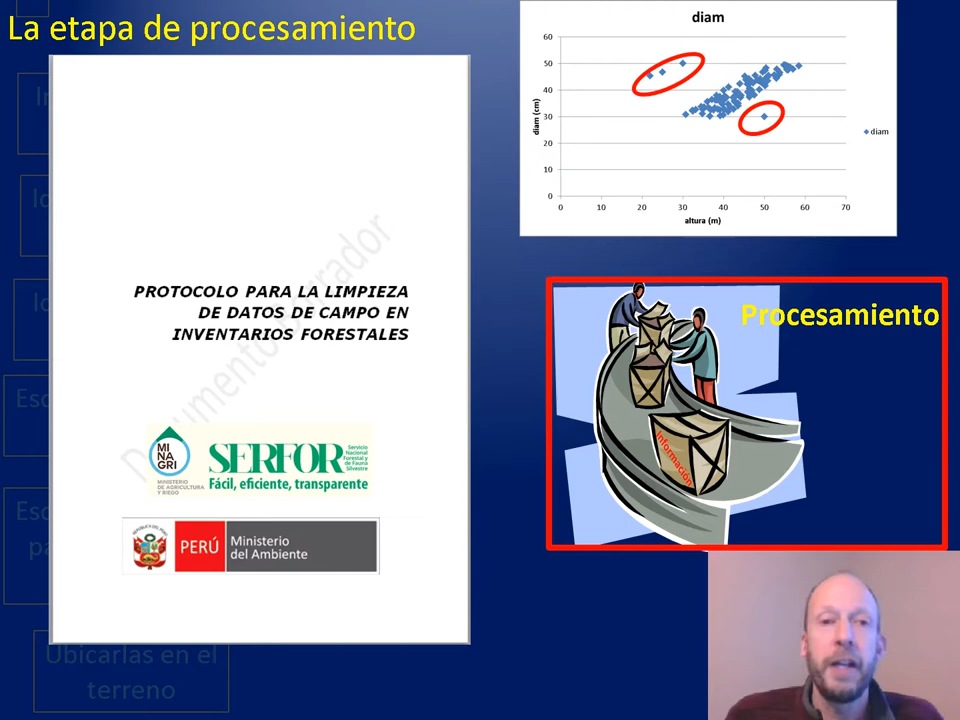 La etapa de procesamiento
PROTOCOLO PARA LA LIMPIEZA
DE DATOS DE CAMPO EN
INVENTARIOS FORESTALES
Documento Borrador
MI
NA
GRI
MINISTERIO
DE AGRICULTURA
Y RIEGO
SERFOR
Servicio
Nacional
Forestal y
de Fauna
Silvestre
Fácil, eficiente, transparente
PERÚ
Ministerio
del Ambiente
diam
60
50
40
30
20
10
0
diam (cm)
0 10 20 30 40 50 60 70
altura (m)
diam
Procesamiento
Información
Ubicarlas en el
terreno